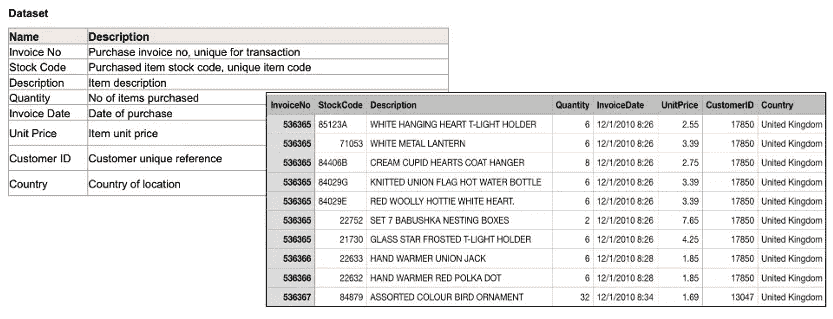 Dataset
Name Description
Invoice No Purchase invoice no, unique for transaction
Stock Code Purchased item stock code, unique item code
Description Item description
Quantity No of items purchased
Invoice Date Date of purchase
Unit Price Item unit price
Customer ID Customer unique reference
Country Country of location
InvoiceNo StockCode Description Quantity InvoiceDate UnitPrice CustomerID Country
536365 85123A WHITE HANGING HEART T-LIGHT HOLDER 6 12/1/2010 8:26 2.55 17850 United Kingdom
536365 71053 WHITE METAL LANTERN 6 12/1/2010 8:26 3.39 17850 United Kingdom
536365 84406B CREAM CUPID HEARTS COAT HANGER 8 12/1/2010 8:26 2.75 17850 United Kingdom
536365 84029G KNITTED UNION FLAG HOT WATER BOTTLE 6 12/1/2010 8:26 3.39 17850 United Kingdom
536365 84029E RED WOOLLY HOTTIE WHITE HEART. 6 12/1/2010 8:26 3.39 17850 United Kingdom
536365 22752 SET 7 BABUSHKA NESTING BOXES 2 12/1/2010 8:26 7.65 17850 United Kingdom
536365 21730 GLASS STAR FROSTED T-LIGHT HOLDER 6 12/1/2010 8:26 4.25 17850 United Kingdom
536366 22633 HAND WARMER UNION JACK 6 12/1/2010 8:28 1.85 17850 United Kingdom
536366 22632 HAND WARMER RED POLKA DOT 6 12/1/2010 8:28 1.85 17850 United Kingdom
536367 84879 ASSORTED COLOUR BIRD ORNAMENT 32 12/1/2010 8:34 1.69 13047 United Kingdom